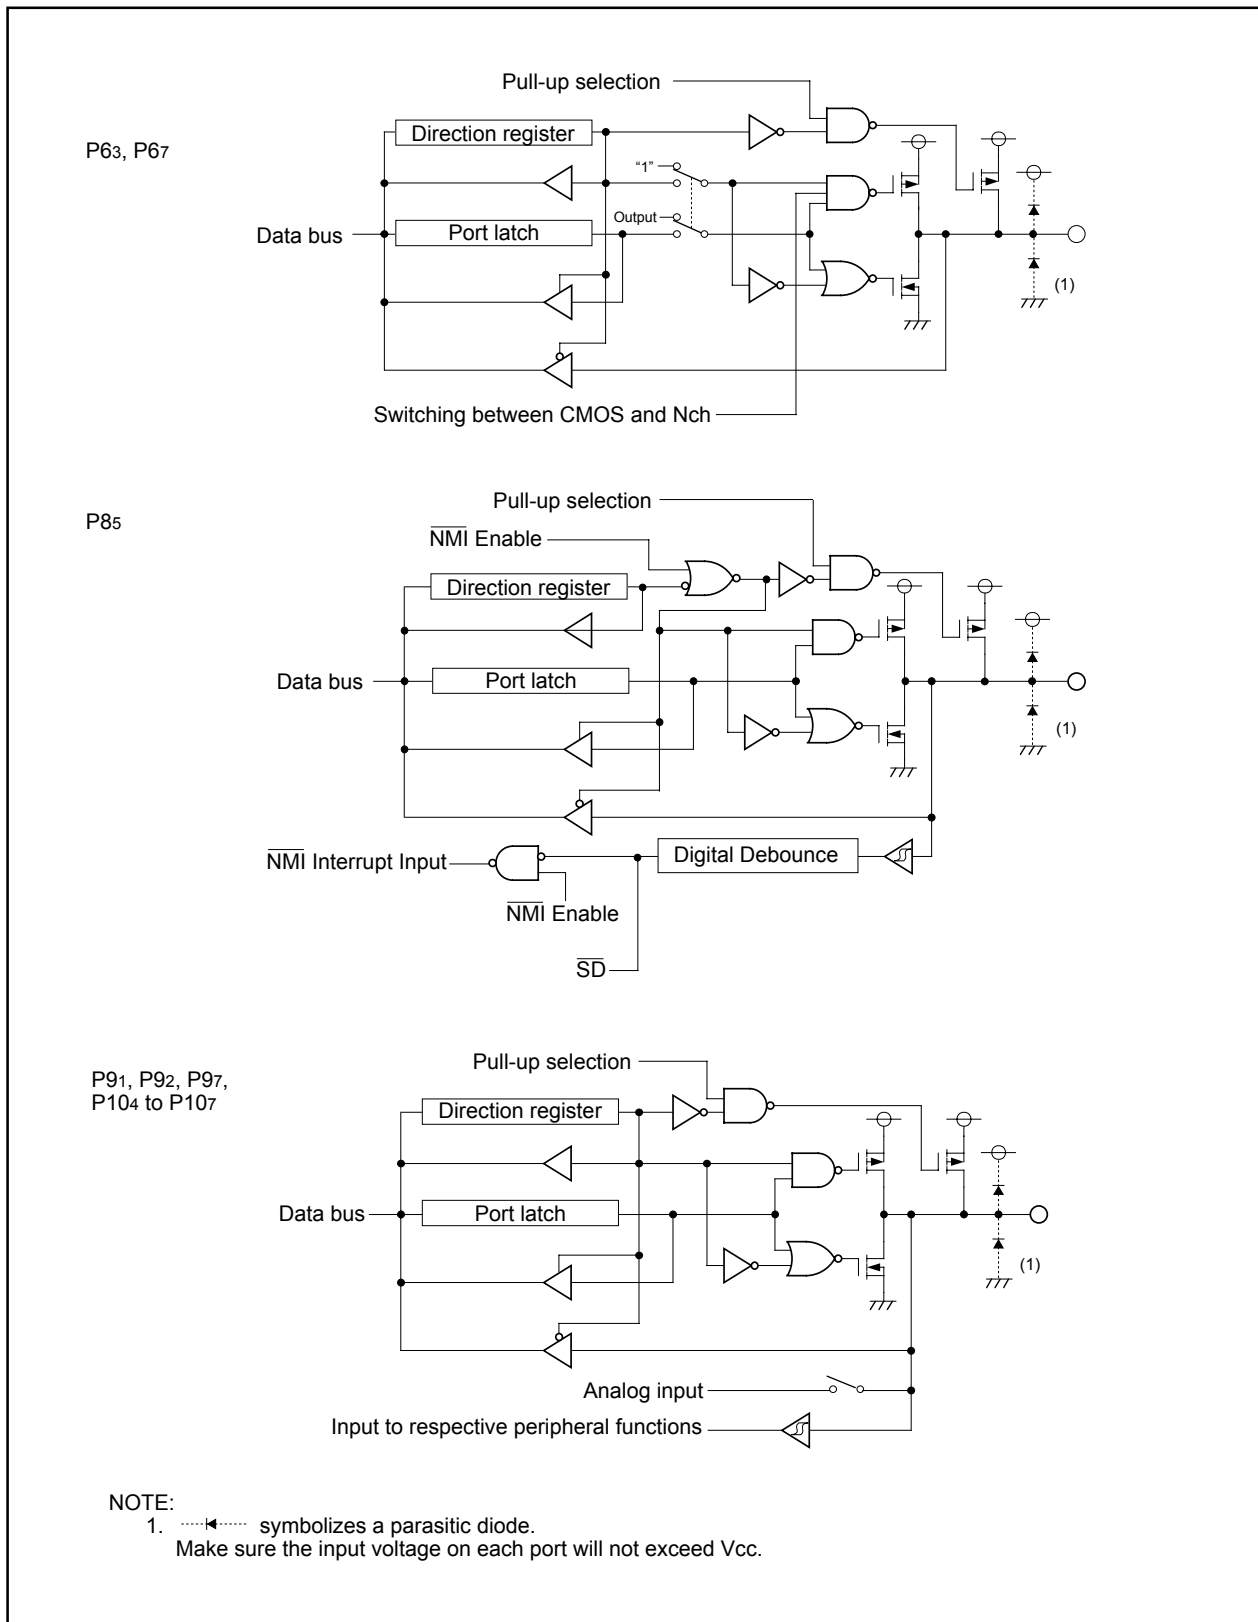 Pull-up selection
P63, P67
Direction register
“1”
Output
Data bus
Port latch
(1)
Switching between CMOS and Nch
Pull-up selection
P85
NMI Enable
Direction register
Data bus
Port latch
(1)
NMI Interrupt Input
Digital Debounce
NMI Enable
SD
Pull-up selection
P91, P92, P97,
P104 to P107
Direction register
Data bus
Port latch
(1)
Analog input
Input to respective peripheral functions
NOTE:
1. symbolizes a parasitic diode.
Make sure the input voltage on each port will not exceed Vcc.